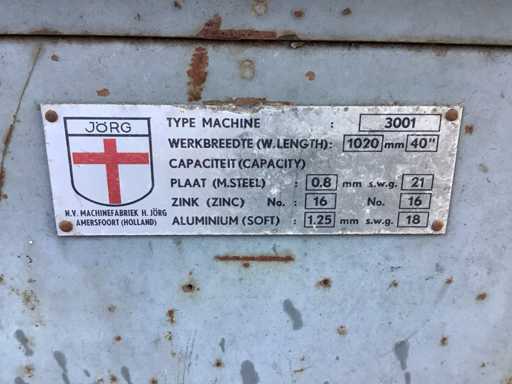 JÖRG
N.V. MACHINEFABRIEK H. JÖRG
AMERSFOORT (HOLLAND)
TYPE MACHINE : 3001
WERKBREEDTE (W.LENGTH): 1020 mm 40"
CAPACITEIT (CAPACITY)
PLAAT (M.STEEL) : 0.8 mm s.w.g. 21
ZINK (ZINC) No. : 16 No. 16
ALUMINIUM (SOFT) : 1.25 mm s.w.g. 18